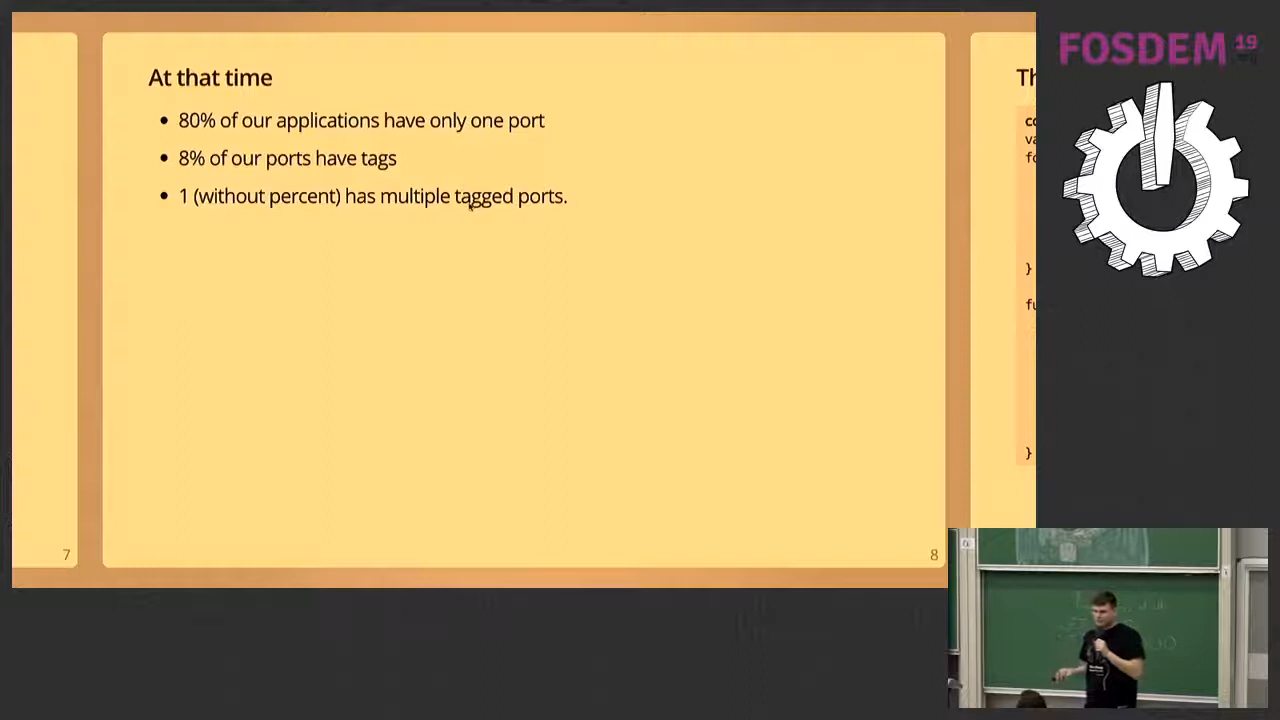 At that time
80% of our applications have only one port
8% of our ports have tags
1 (without percent) has multiple tagged ports.
7
8
Th
}
}
FOSDEM 19